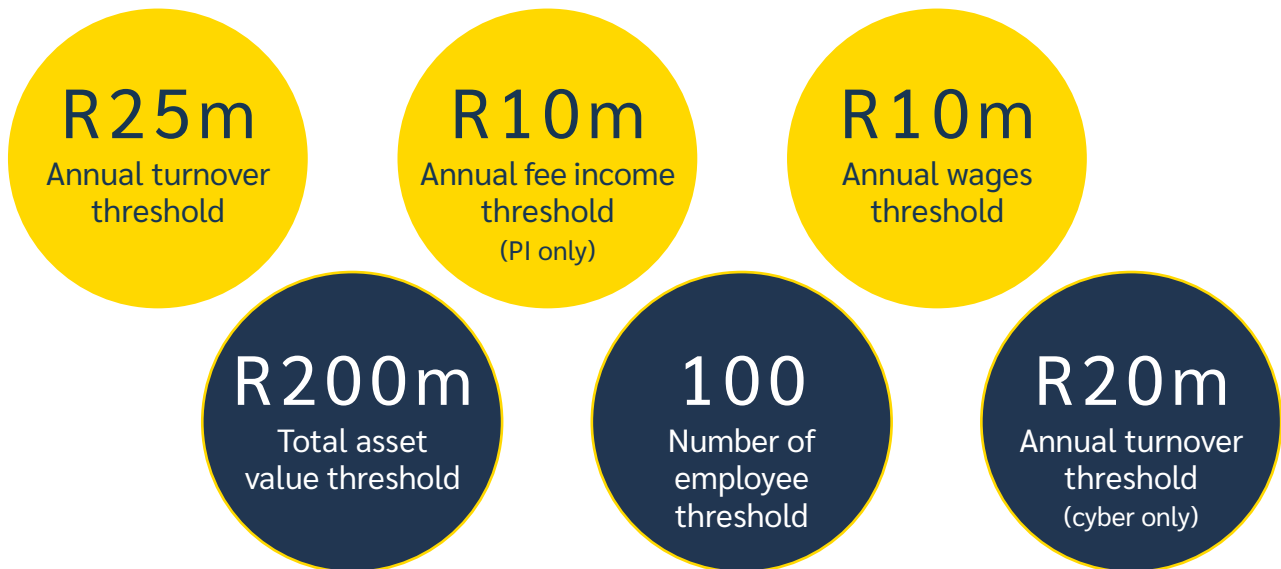 R25m
Annual turnover
threshold
R10m
Annual fee income
threshold
(PI only)
R10m
Annual wages
threshold
R200m
Total asset
value threshold
100
Number of
employee
threshold
R20m
Annual turnover
threshold
(cyber only)